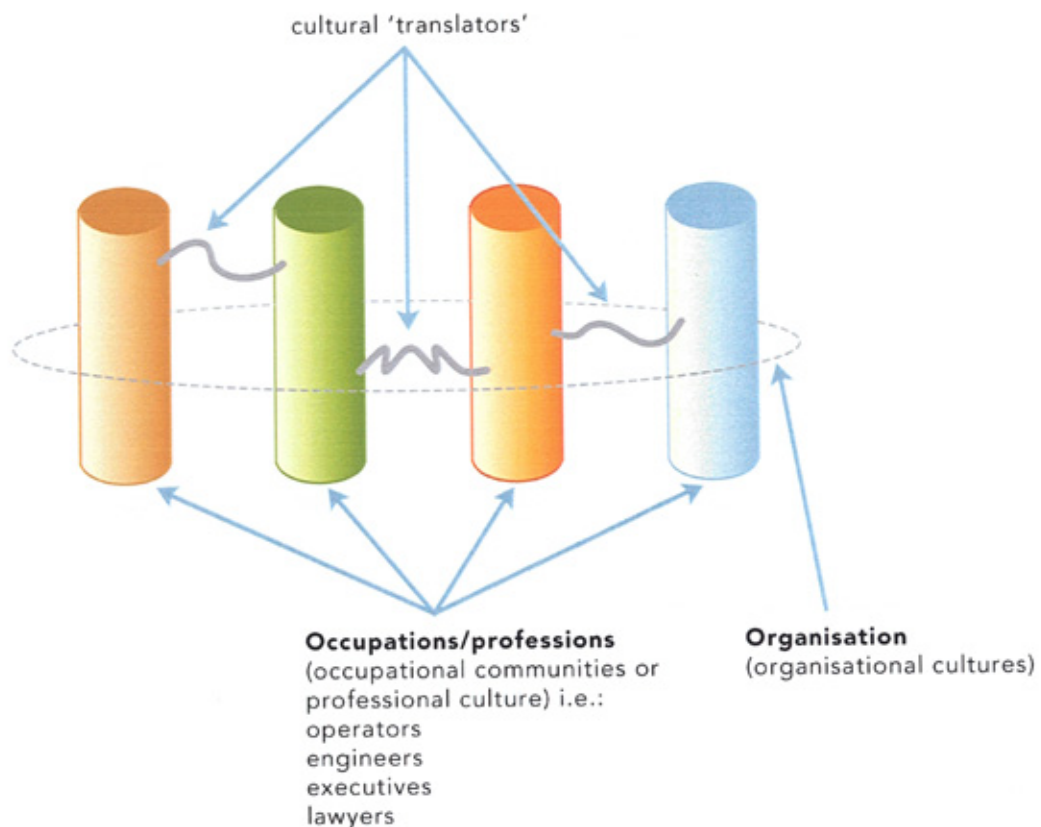 cultural 'translators'
Occupations/professions
(occupational communities or
professional culture) i.e.:
operators
engineers
executives
lawyers
Organisation
(organisational cultures)